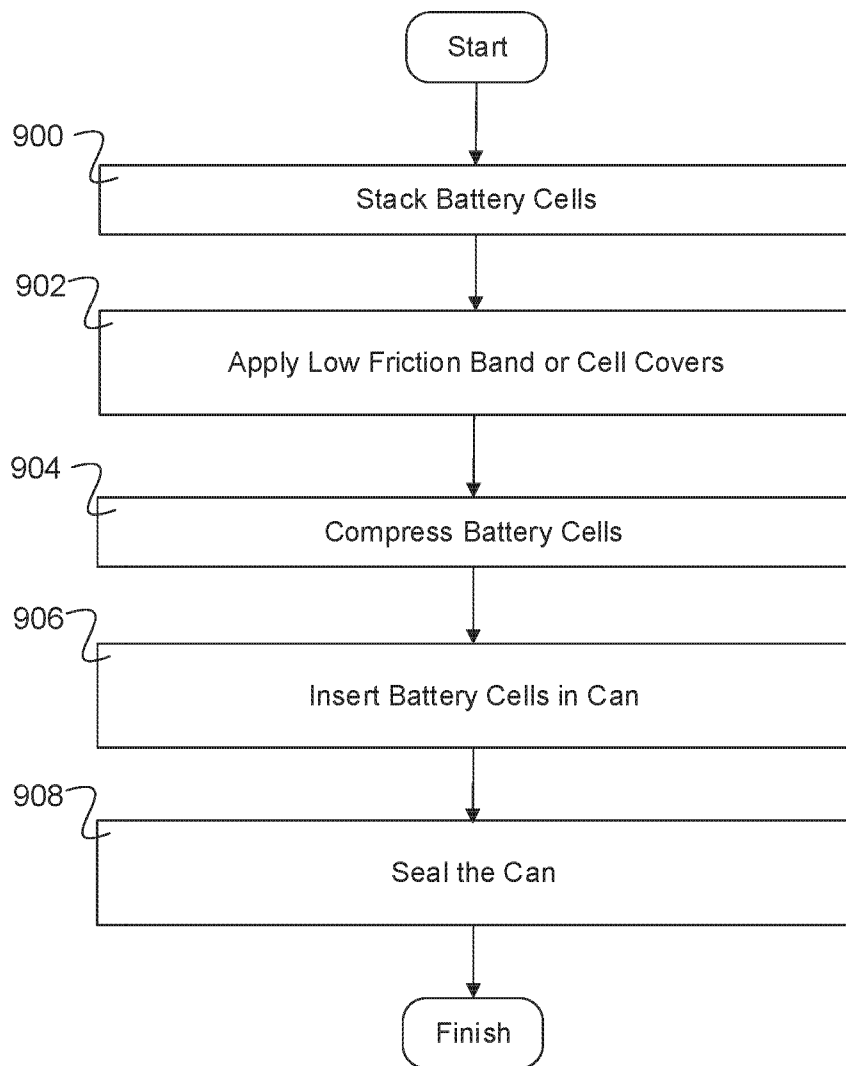 Start
900
Stack Battery Cells
902
Apply Low Friction Band or Cell Covers
904
Compress Battery Cells
906
Insert Battery Cells in Can
908
Seal the Can
Finish